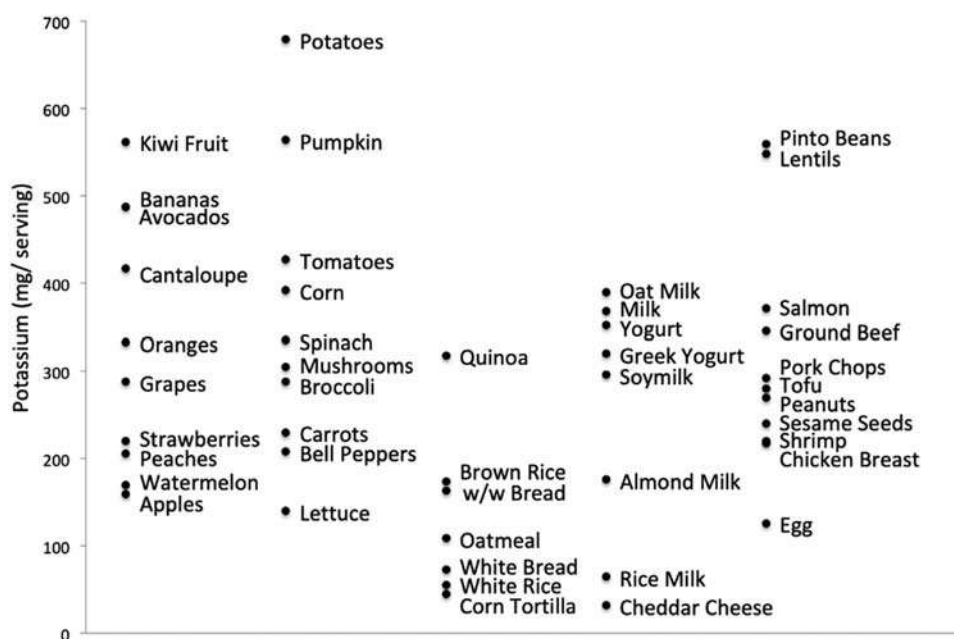 700
600
500
400
300
200
100
0
Potassium (mg/ serving)
Kiwi Fruit
Bananas
Avocados
Cantaloupe
Oranges
Grapes
Strawberries
Peaches
Watermelon
Apples
Potatoes
Pumpkin
Tomatoes
Corn
Spinach
Mushrooms
Broccoli
Carrots
Bell Peppers
Lettuce
Quinoa
Brown Rice
w/w Bread
Oatmeal
White Bread
White Rice
Corn Tortilla
Oat Milk
Milk
Yogurt
Greek Yogurt
Soymilk
Almond Milk
Rice Milk
Cheddar Cheese
Pinto Beans
Lentils
Salmon
Ground Beef
Pork Chops
Tofu
Peanuts
Sesame Seeds
Shrimp
Chicken Breast
Egg